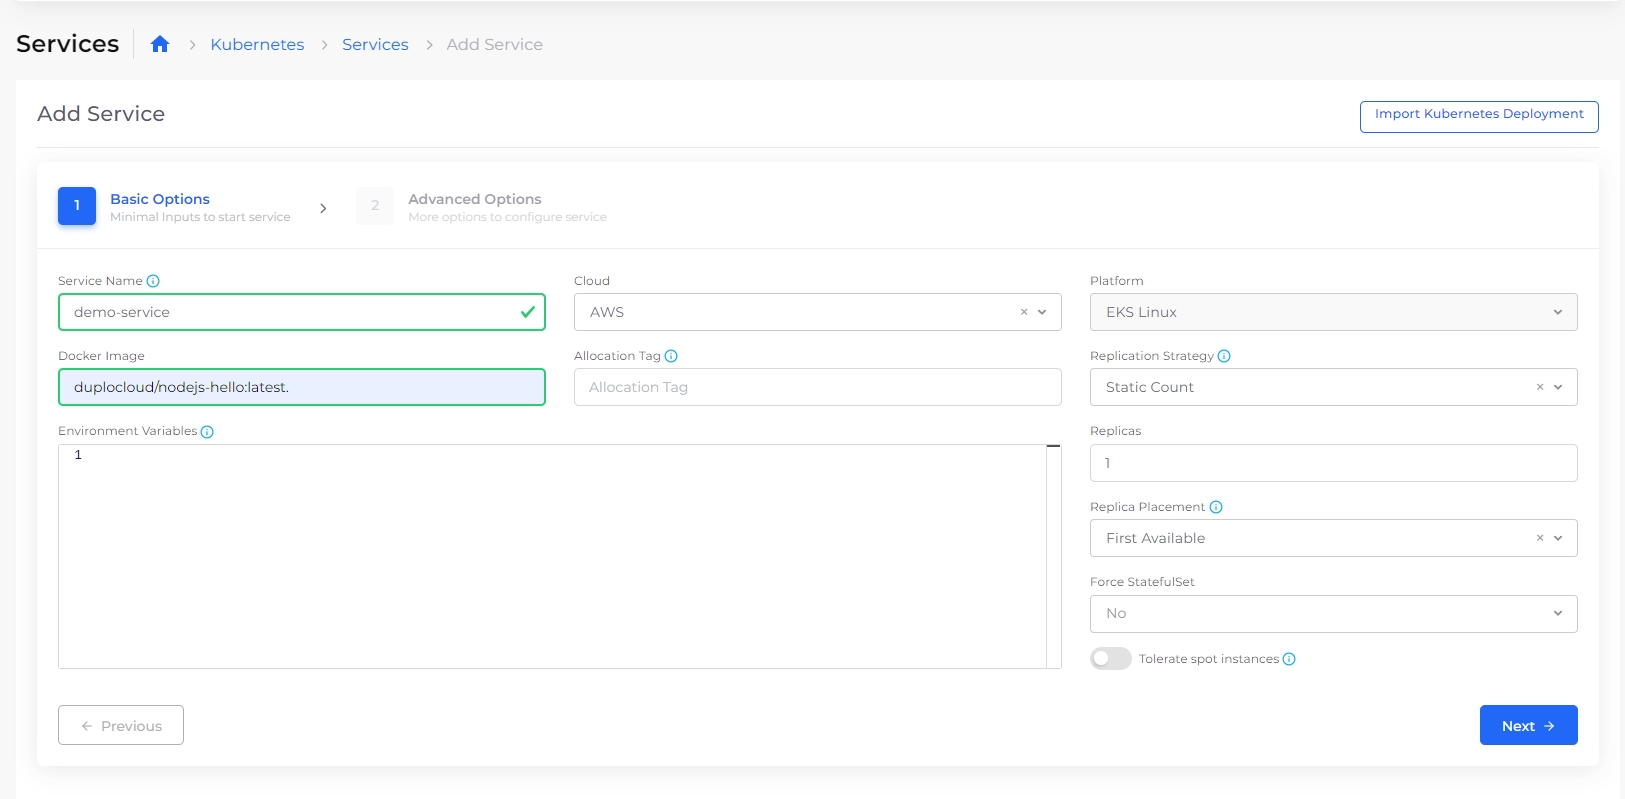 Services
Kubernetes > Services > Add Service
Add Service
Import Kubernetes Deployment
1
Basic Options
Minimal Inputs to start service
2
Advanced Options
More options to configure service
Service Name
demo-service
Cloud
AWS
Platform
EKS Linux
Docker Image
duplocloud/nodejs-hello:latest.
Allocation Tag
Allocation Tag
Replication Strategy
Static Count
Environment Variables
1
Replicas
1
Replica Placement
First Available
Force StatefulSet
No
Tolerate spot instances
Previous
Next